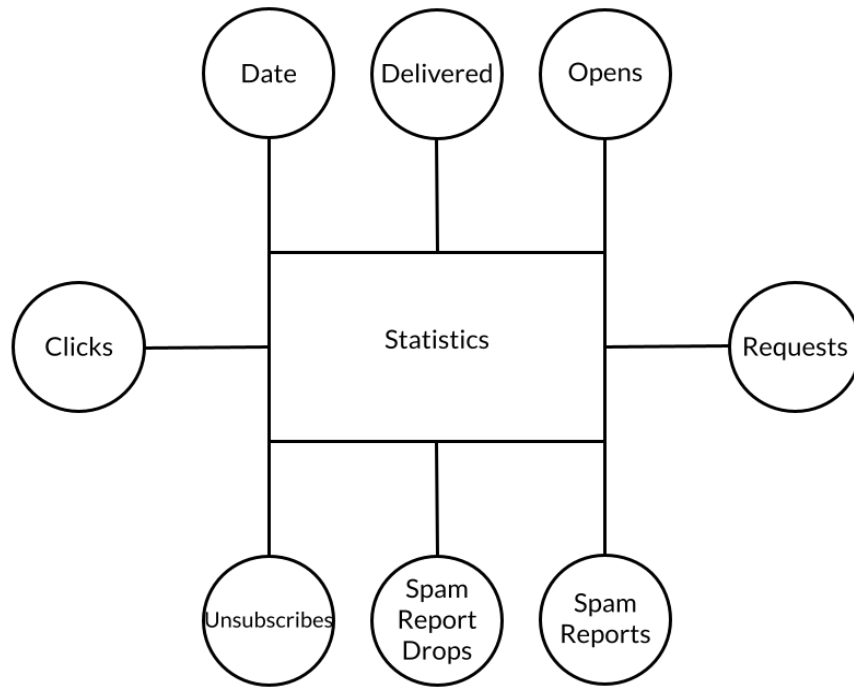 Date
Delivered
Opens
Clicks
Statistics
Requests
Unsubscribes
Spam
Report
Drops
Spam
Reports